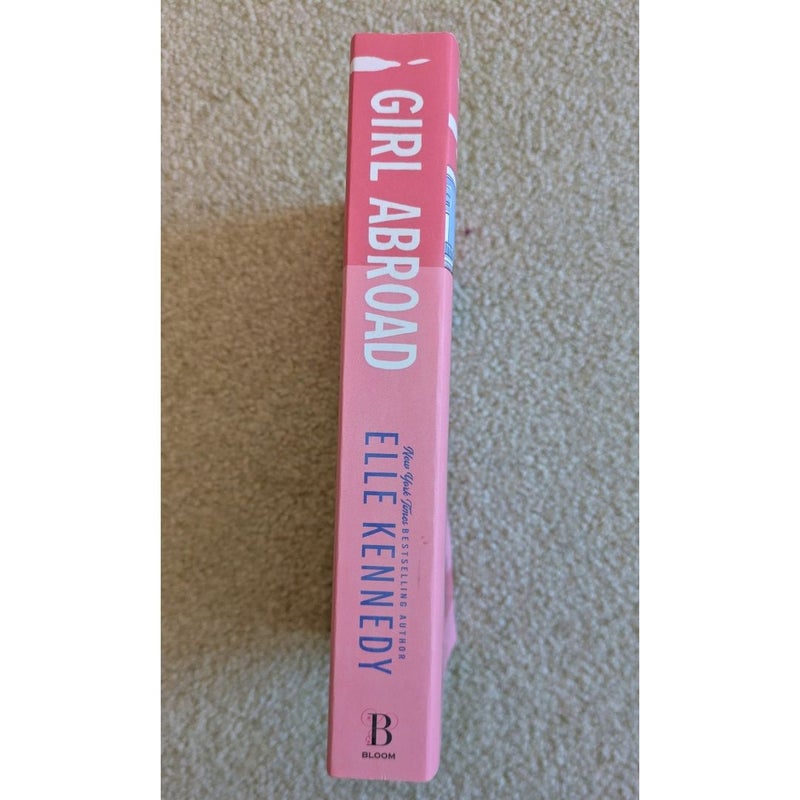 GIRL ABROAD
New York Times BESTSELLING AUTHOR
ELLE KENNEDY
B
BLOOM